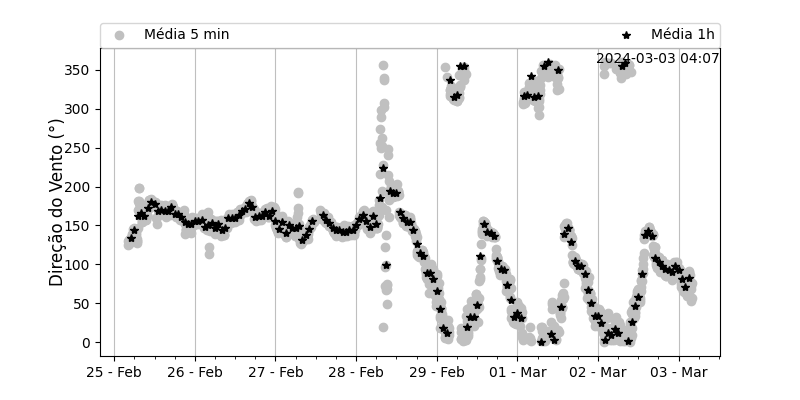 Média 5 min
Média 1h
2024-03-03 04:07
Direção do Vento (°)
350
300
250
200
150
100
50
0
25 - Feb
26 - Feb
27 - Feb
28 - Feb
29 - Feb
01 - Mar
02 - Mar
03 - Mar